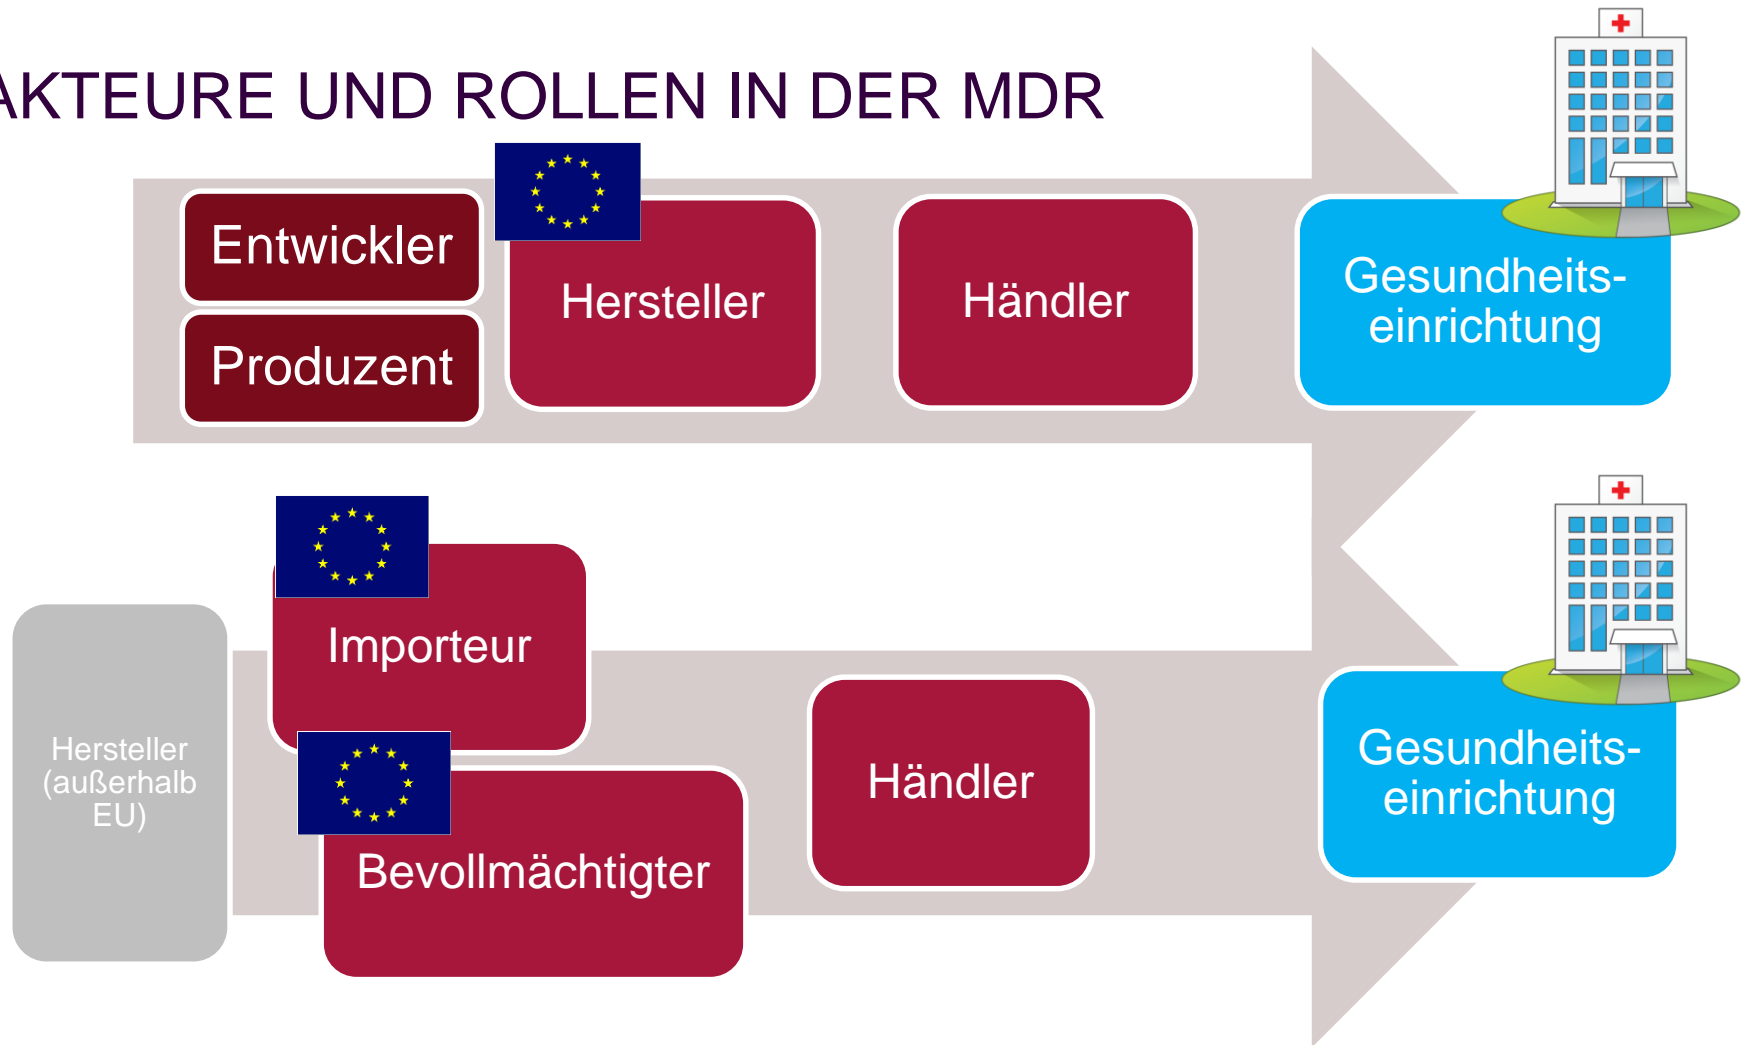 AKTEURE UND ROLLEN IN DER MDR
Entwickler
Produzent
Hersteller
Händler
Gesundheits-
einrichtung
Hersteller
(außerhalb
EU)
Importeur
Bevollmächtigter
Händler
Gesundheits-
einrichtung